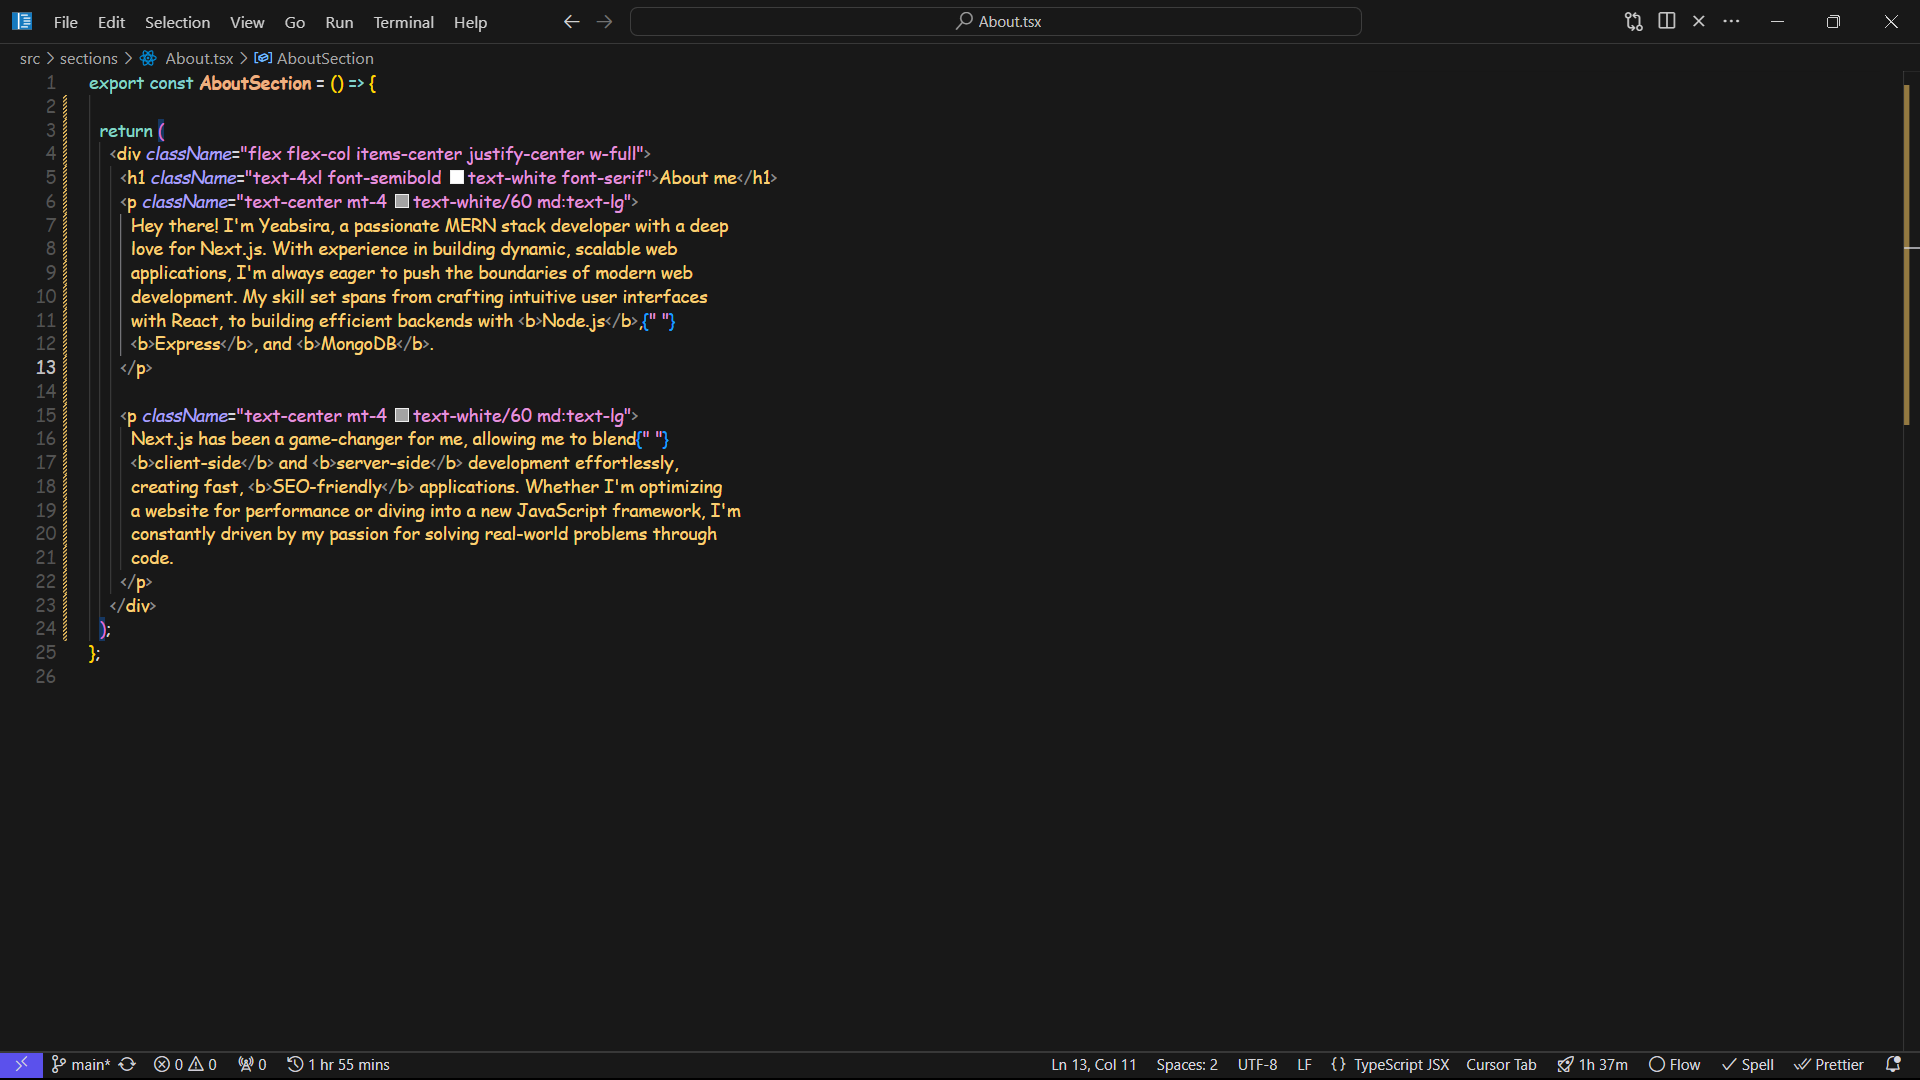 File Edit Selection View Go Run Terminal Help About.tsx
src > sections > About.tsx > AboutSection
1 export const AboutSection = () => {
2
3 return (
4 <div className="flex flex-col items-center justify-center w-full">
5 <h1 className="text-4xl font-semibold text-white font-serif">About me</h1>
6 <p className="text-center mt-4 text-white/60 md:text-lg">
7 Hey there! I'm Yeabsira, a passionate MERN stack developer with a deep
8 love for Next.js. With experience in building dynamic, scalable web
9 applications, I'm always eager to push the boundaries of modern web
10 development. My skill set spans from crafting intuitive user interfaces
11 with React, to building efficient backends with <b>Node.js</b>,{" "}
12 <b>Express</b>, and <b>MongoDB</b>.
13 </p>
14
15 <p className="text-center mt-4 text-white/60 md:text-lg">
16 Next.js has been a game-changer for me, allowing me to blend{" "}
17 <b>client-side</b> and <b>server-side</b> development effortlessly,
18 creating fast, <b>SEO-friendly</b> applications. Whether I'm optimizing
19 a website for performance or diving into a new JavaScript framework, I'm
20 constantly driven by my passion for solving real-world problems through
21 code.
22 </p>
23 </div>
24 );
25 };
26
main* 0 0 0 1 hr 55 mins Ln 13, Col 11 Spaces: 2 UTF-8 LF {} TypeScript JSX Cursor Tab 1h 37m Flow Spell Prettier